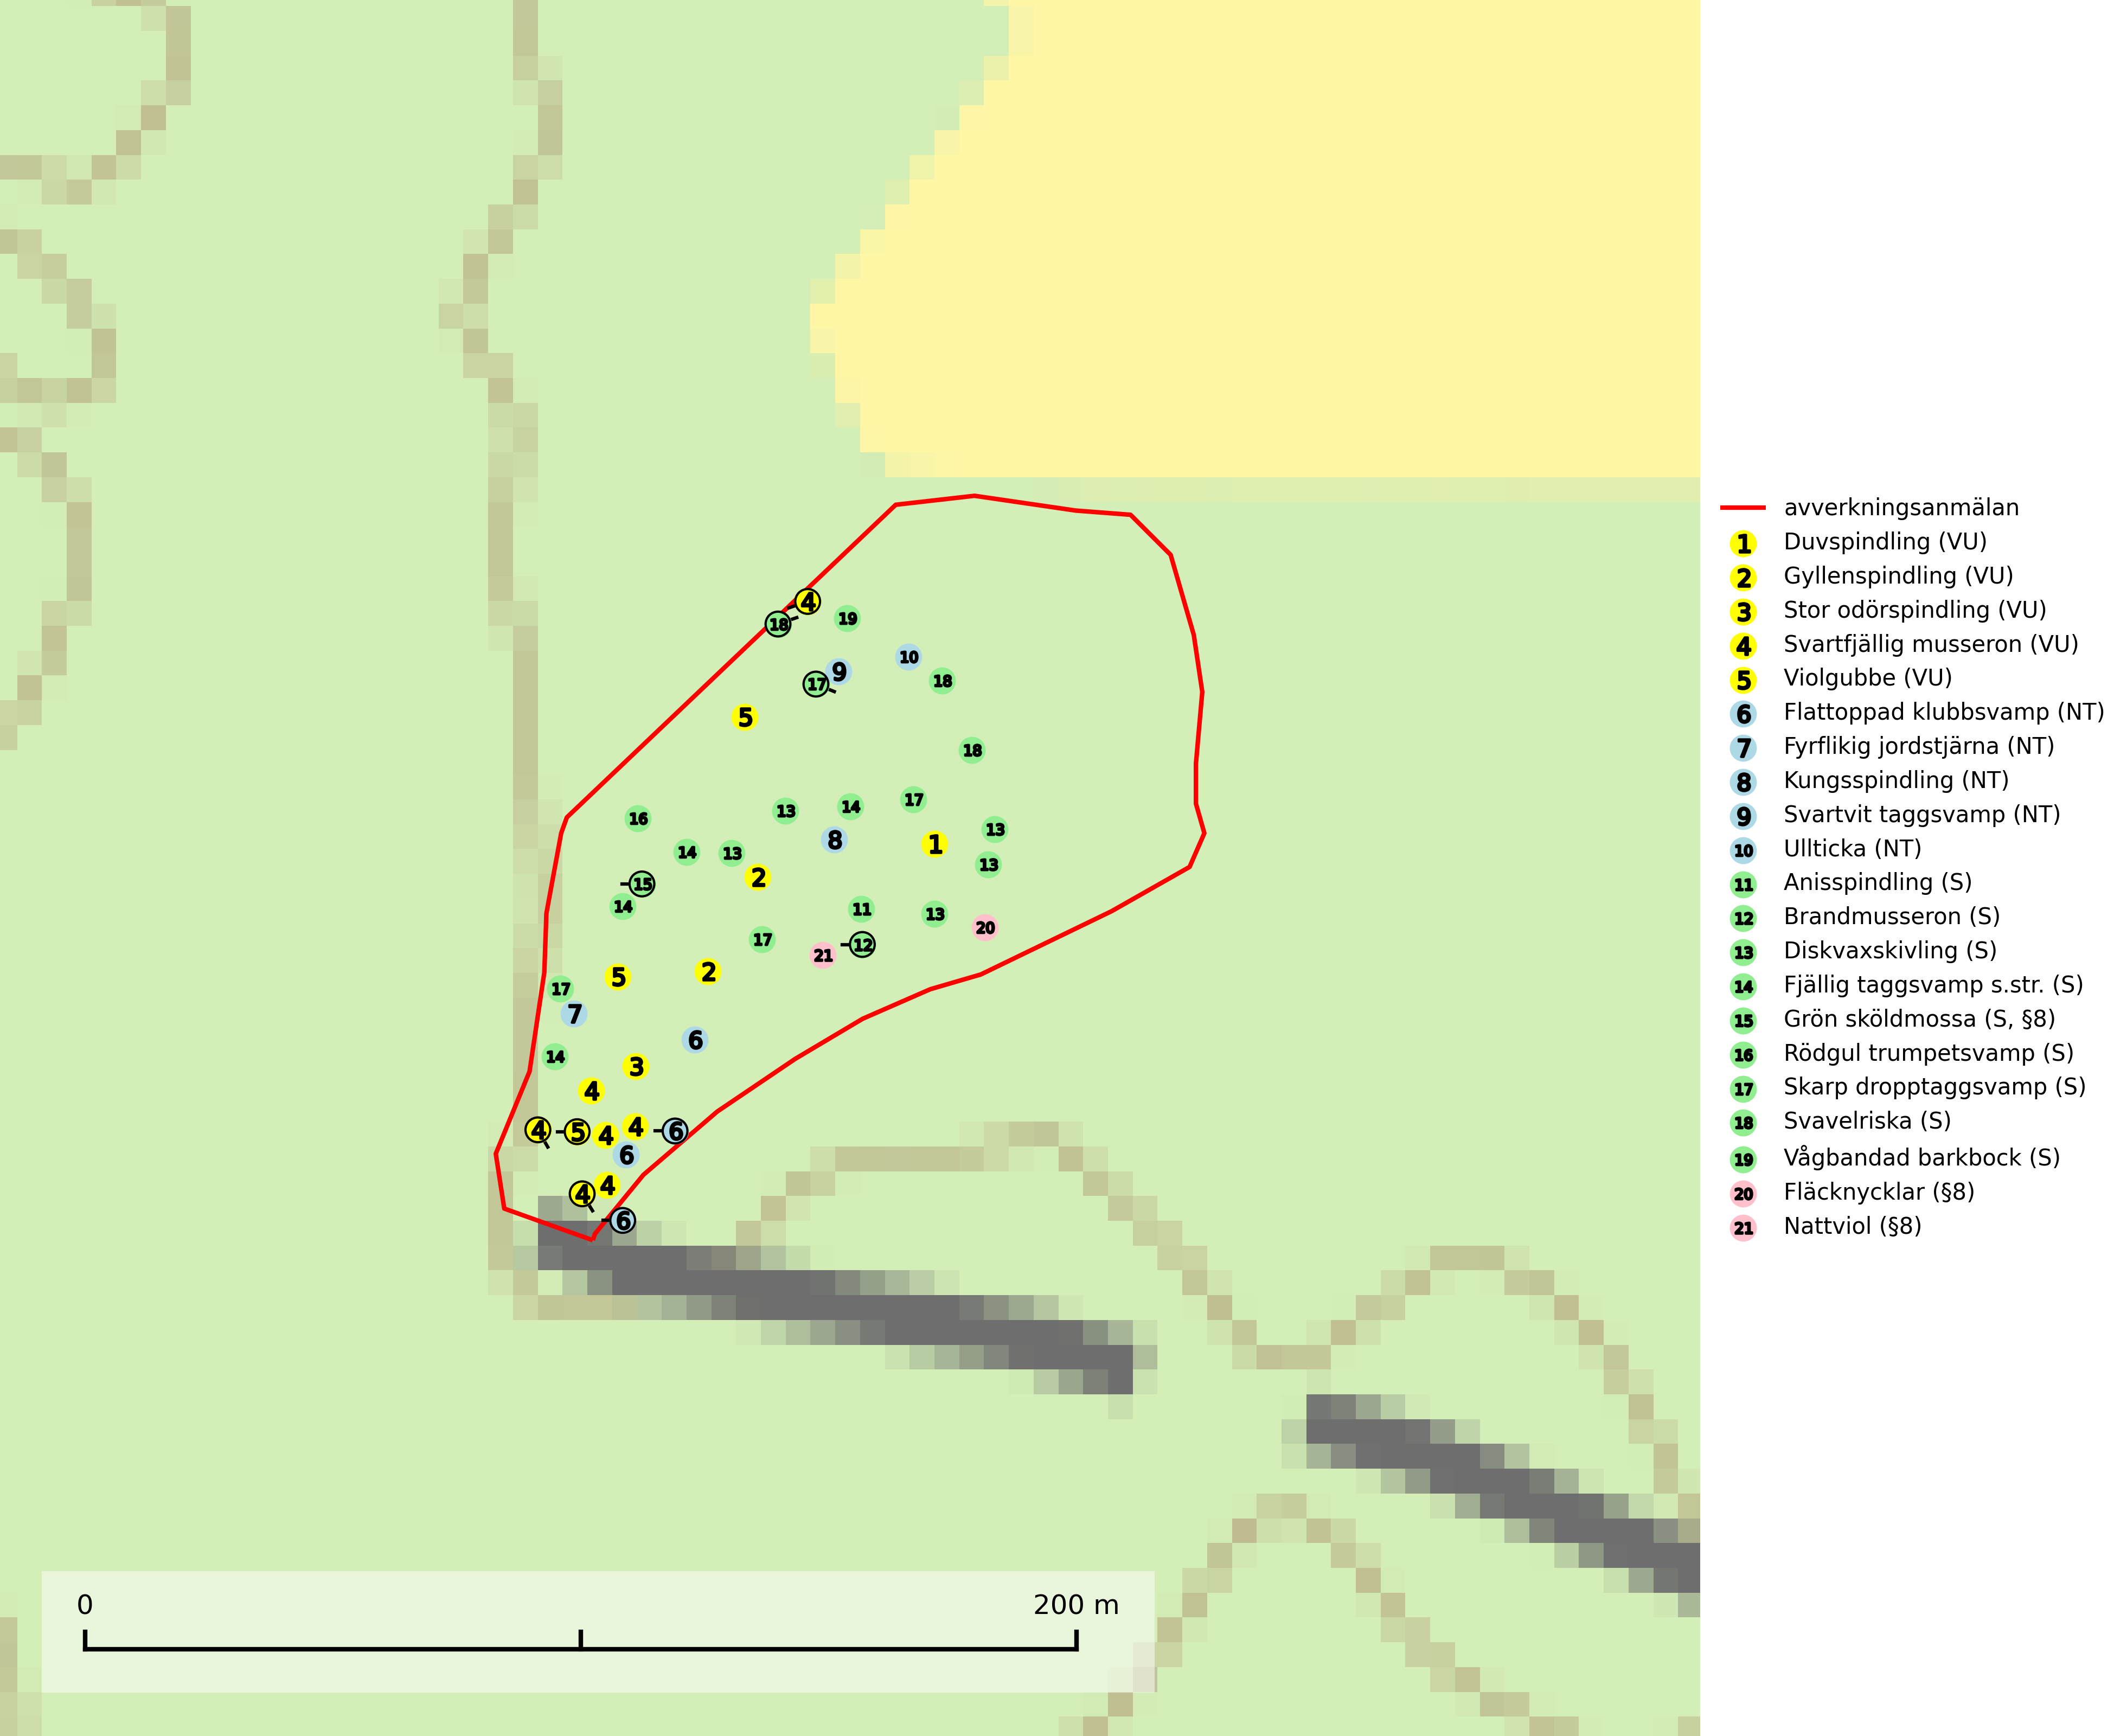 4
18
19
9
10
17
18
5
18
16
13
14
17
13
14
13
8
1
13
2
15
14
11
13
20
17
12
21
5
2
17
7
6
14
3
4
4
5
4
4
6
6
4
4
6
avverkningsanmälan
1 Duvspindling (VU)
2 Gyllenspindling (VU)
3 Stor odörspindling (VU)
4 Svartfjällig musseron (VU)
5 Violgubbe (VU)
6 Flattoppad klubbsvamp (NT)
7 Fyrflikig jordstjärna (NT)
8 Kungsspindling (NT)
9 Svartvit taggsvamp (NT)
10 Ullticka (NT)
11 Anisspindling (S)
12 Brandmusseron (S)
13 Diskvaxskivling (S)
14 Fjällig taggsvamp s.str. (S)
15 Grön sköldmossa (S, §8)
16 Rödgul trumpetsvamp (S)
17 Skarp dropptaggsvamp (S)
18 Svavelriska (S)
19 Vågbandad barkbock (S)
20 Fläcknycklar (§8)
21 Nattviol (§8)
0 200 m